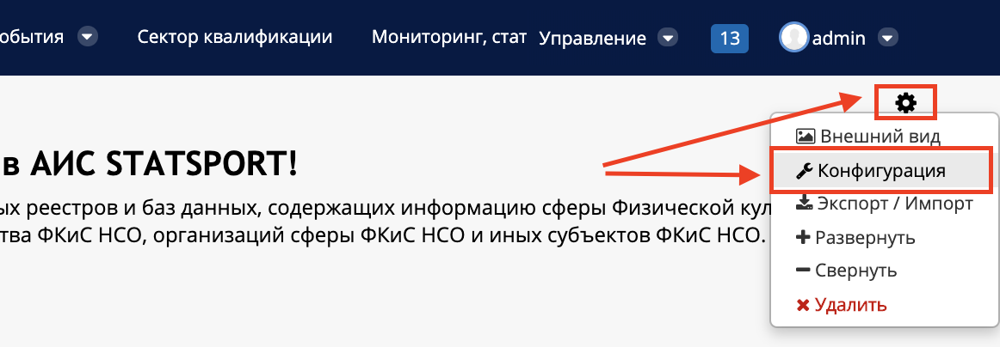 обытия Сектор квалификации Мониторинг, стат Управление 13 admin
Внешний вид
в АИС STATSPORT!
Конфигурация
ых реестров и баз данных, содержащих информацию сферы Физической кул
Экспорт / Импорт
тва ФКиС НСО, организаций сферы ФКиС НСО и иных субъектов ФКиС НСО.
Развернуть
Свернуть
Удалить